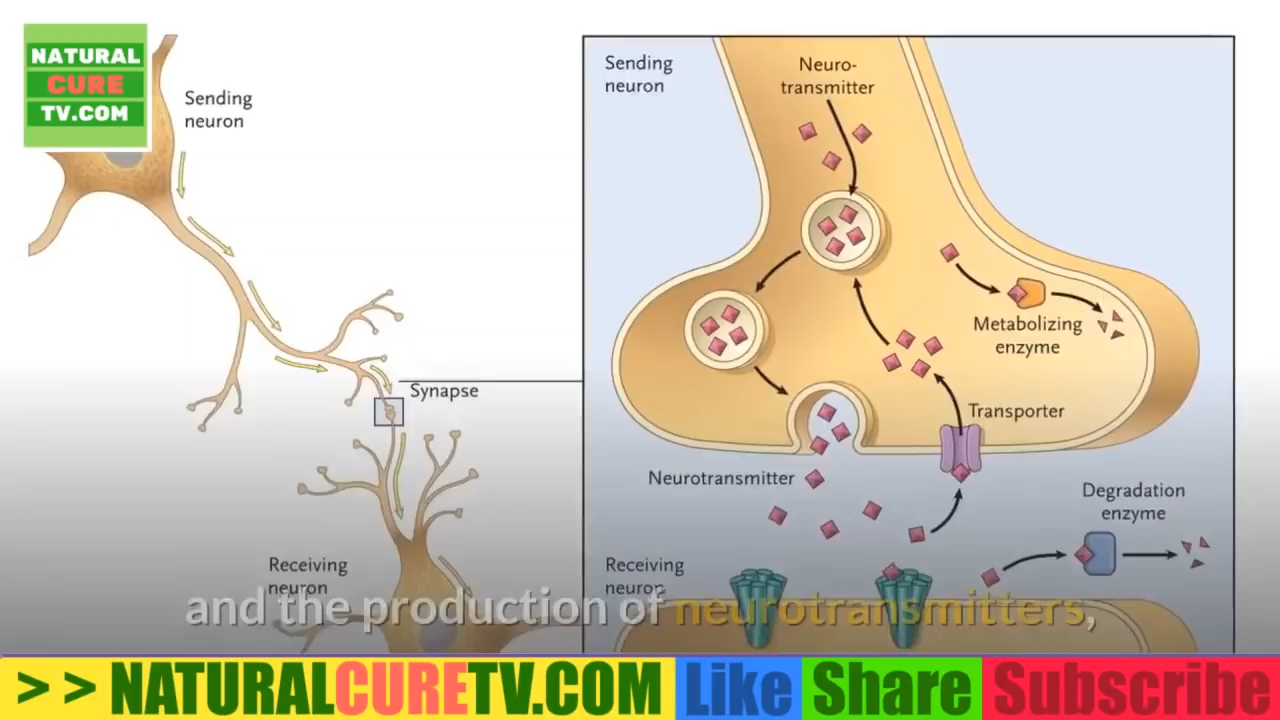 NATURAL
CURE
TV.COM
Sending
neuron
Synapse
Receiving
neuron
Sending
neuron
Neuro-
transmitter
Metabolizing
enzyme
Transporter
Neurotransmitter
Degradation
enzyme
Receiving
neuron
and the production of neurotransmitters,
> > NATURALCURETV.COM Like Share Subscribe